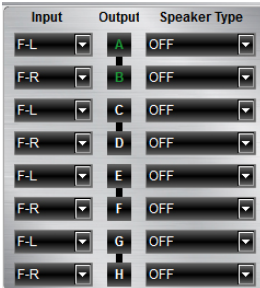 Input Output Speaker Type
F-L A OFF
F-R B OFF
F-L C OFF
F-R D OFF
F-L E OFF
F-R F OFF
F-L G OFF
F-R H OFF